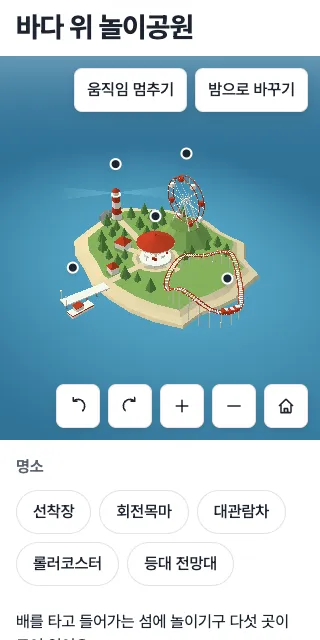 바다 위 놀이공원
움직임 멈추기
밤으로 바꾸기
명소
선착장
회전목마
대관람차
롤러코스터
등대 전망대
배를 타고 들어가는 섬에 놀이기구 다섯 곳이